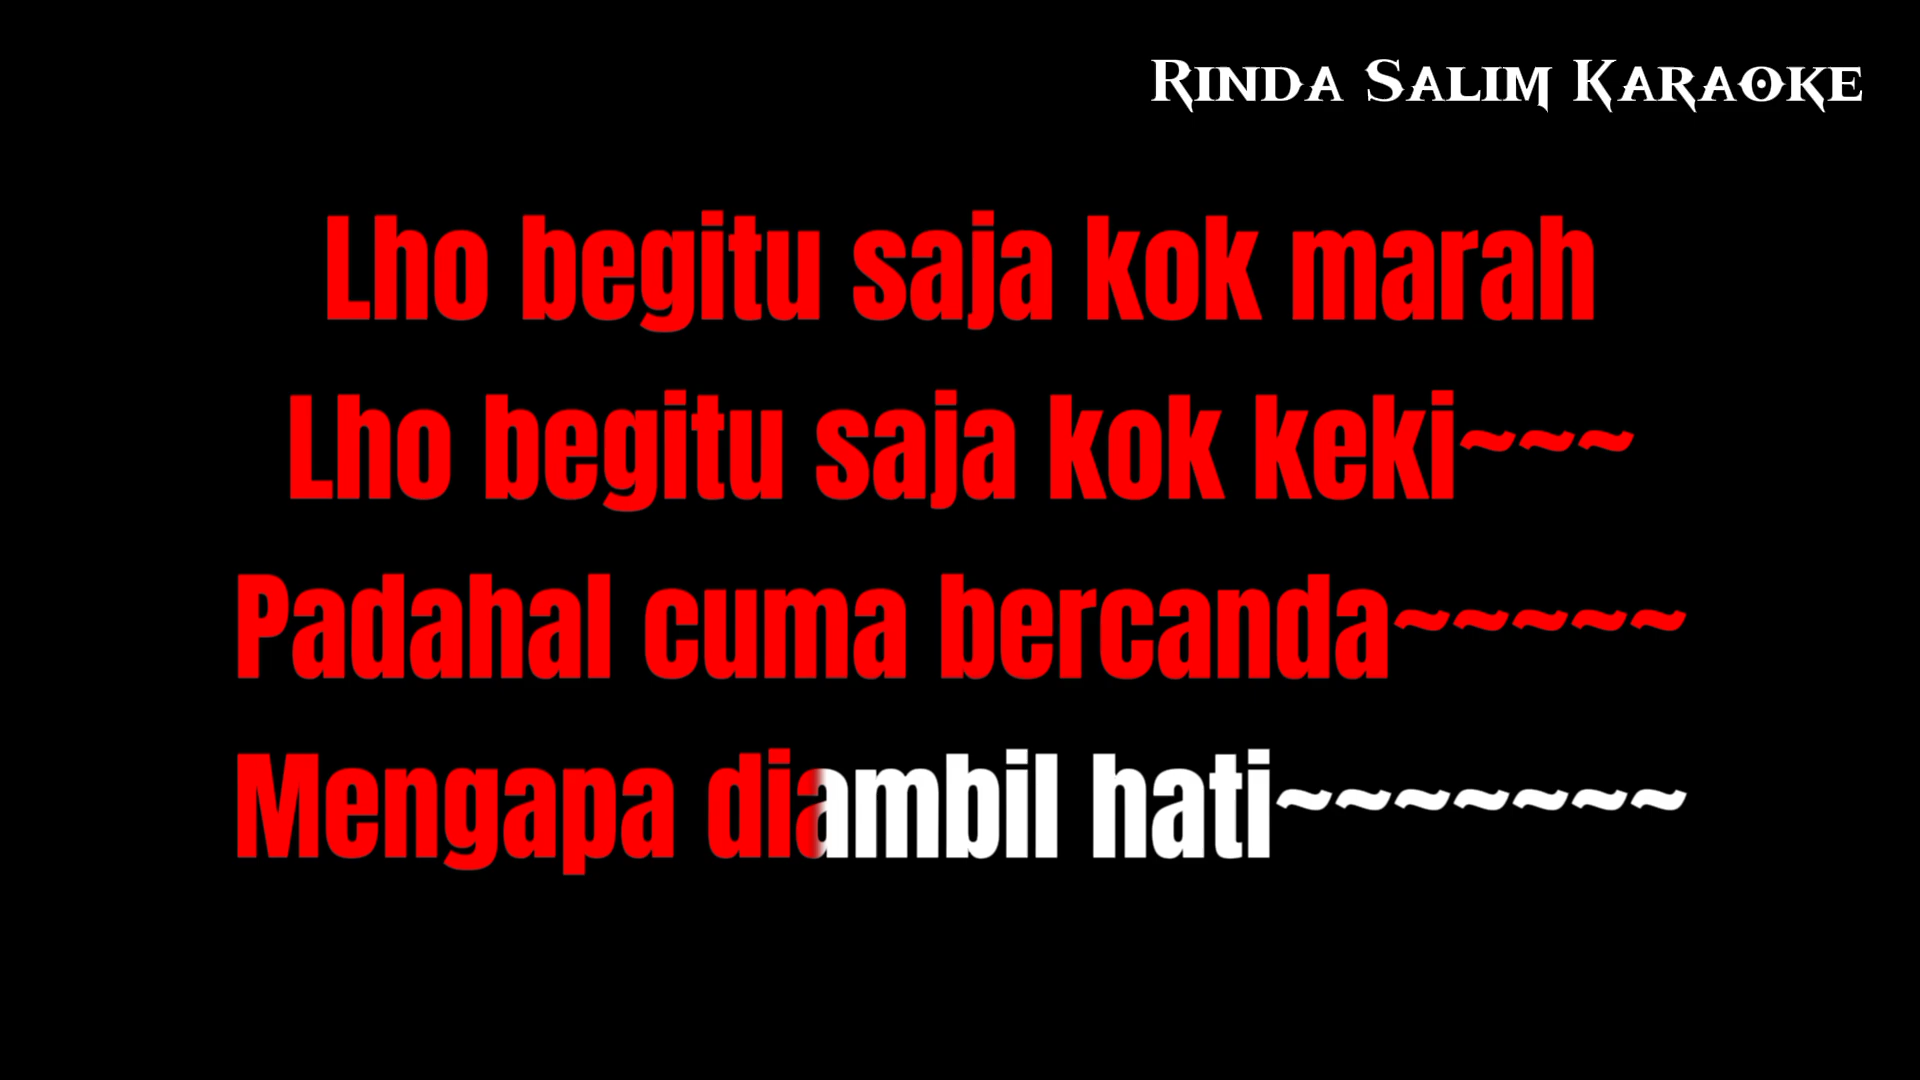 Rinda Salim Karaoke
Lho begitu saja kok marah
Lho begitu saja kok keki~~~
Padahal cuma bercanda~~~~~
Mengapa diambil hati~~~~~~~